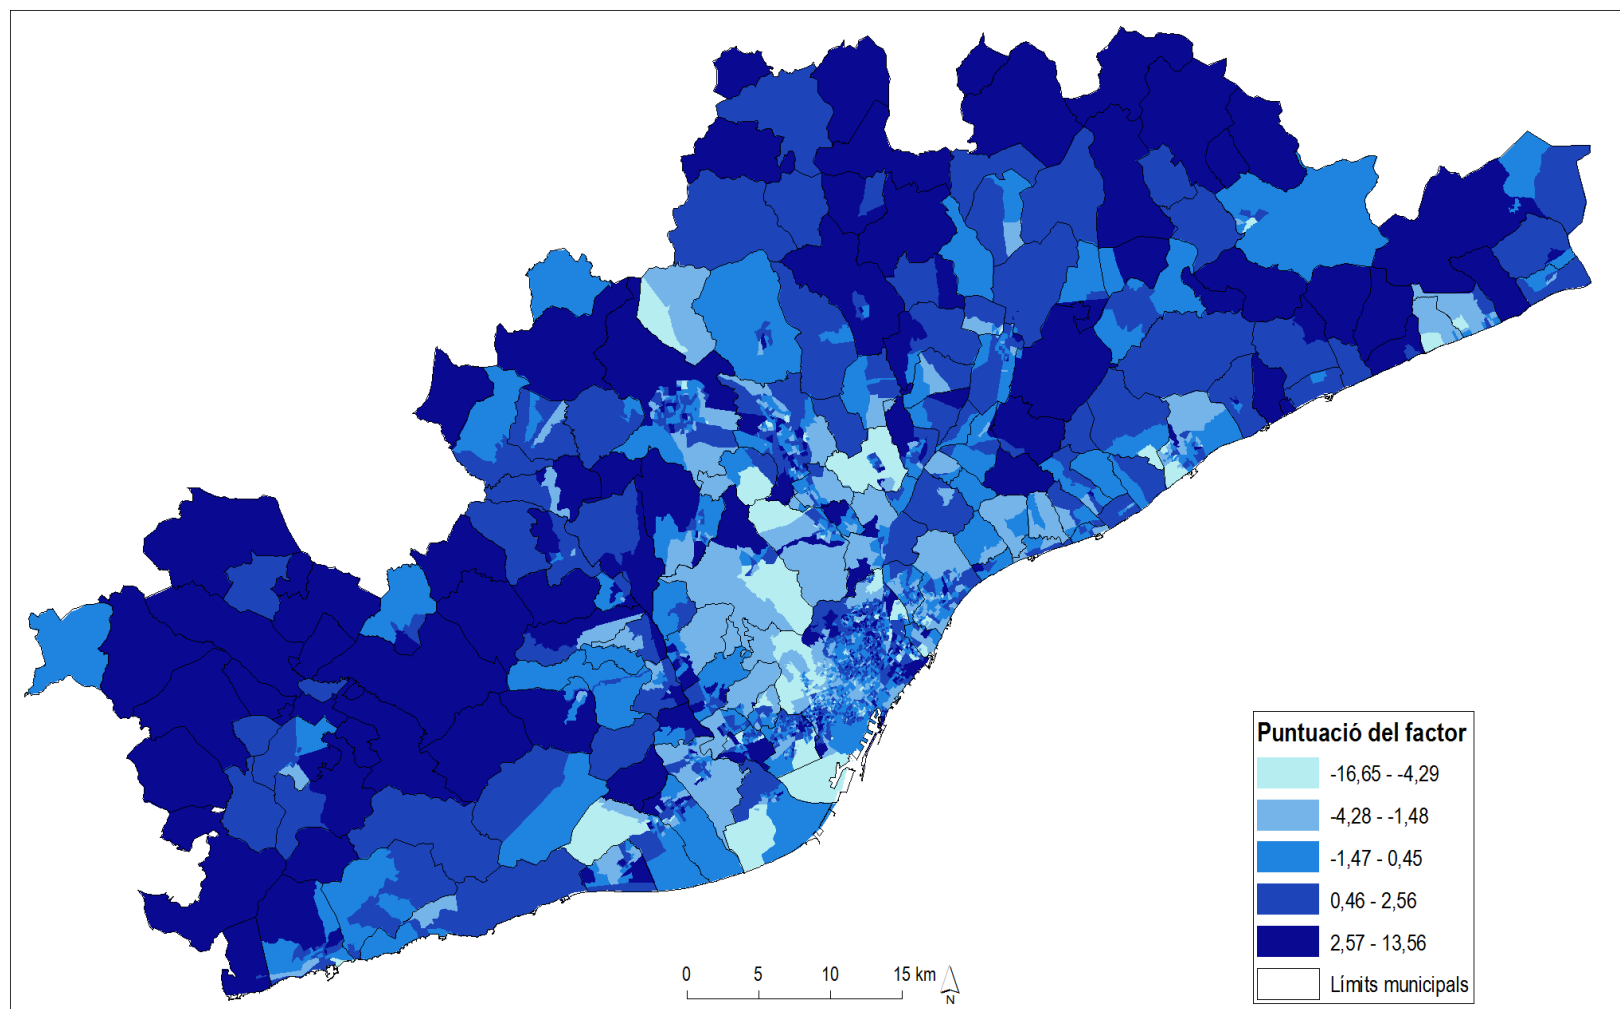 Puntuació del factor
-16,65 - -4,29
-4,28 - -1,48
-1,47 - 0,45
0,46 - 2,56
2,57 - 13,56
Límits municipals
0 5 10 15 km
N